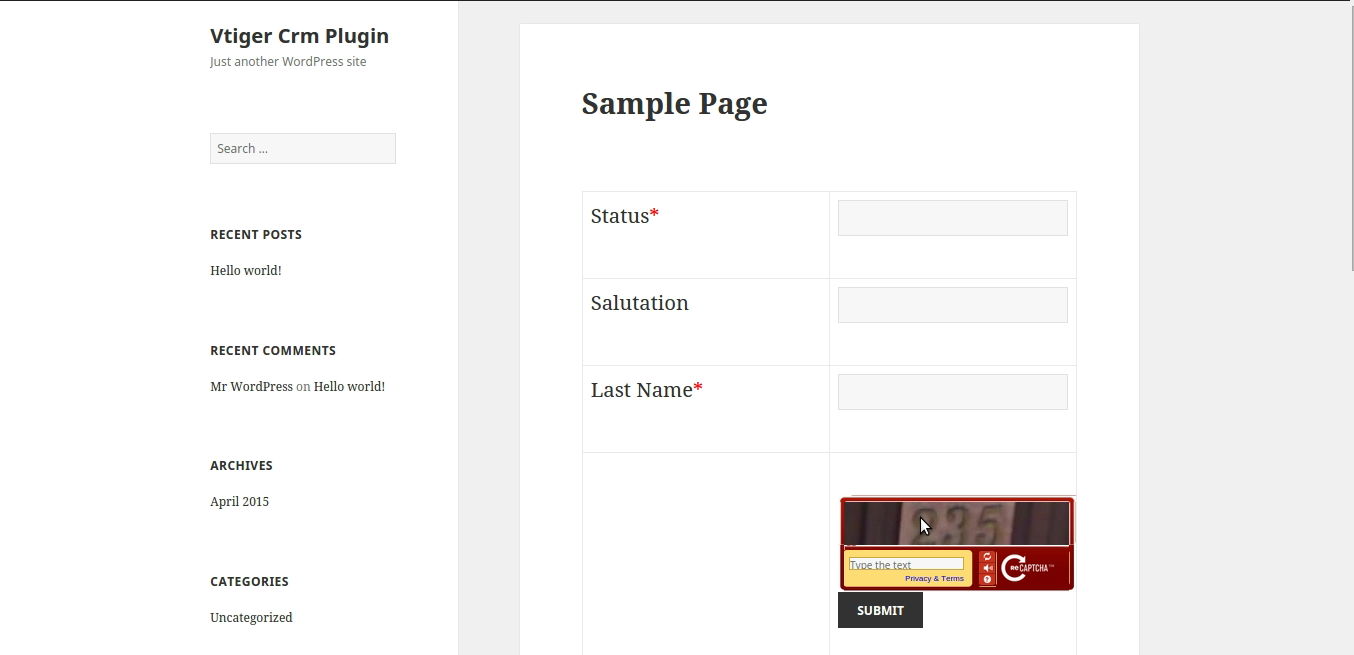 Vtiger Crm Plugin
Just another WordPress site
Search ...
RECENT POSTS
Hello world!
RECENT COMMENTS
Mr WordPress on Hello world!
ARCHIVES
April 2015
CATEGORIES
Uncategorized
Sample Page
Status*
Salutation
Last Name*
235
Type the text
Privacy & Terms
reCAPTCHA™
SUBMIT